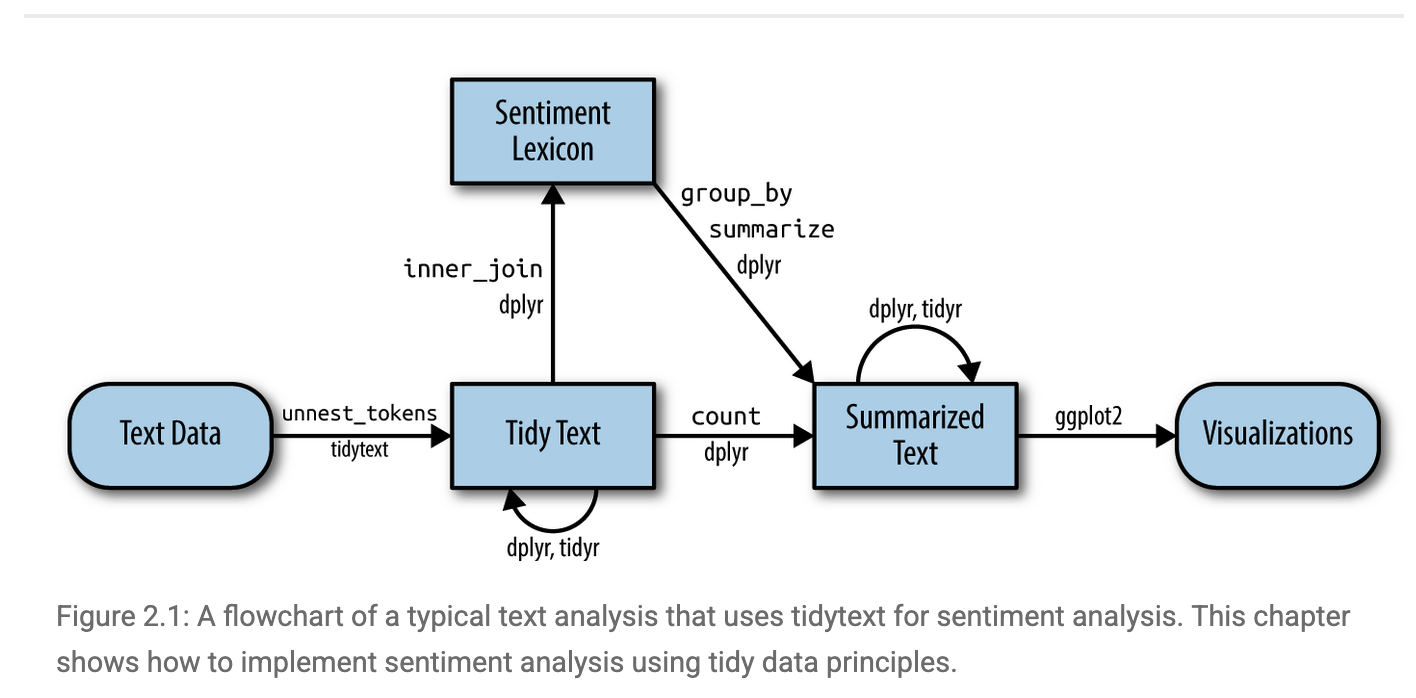 Sentiment
Lexicon
group_by
summarize
dplyr
inner_join
dplyr
dplyr, tidyr
Text Data
unnest_tokens
tidytext
Tidy Text
count
dplyr
Summarized
Text
ggplot2
Visualizations
dplyr, tidyr
Figure 2.1: A flowchart of a typical text analysis that uses tidytext for sentiment analysis. This chapter
shows how to implement sentiment analysis using tidy data principles.